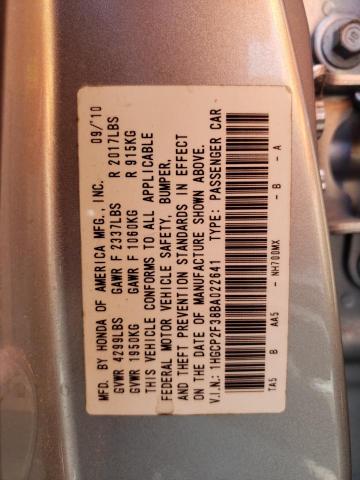 MFD. BY HONDA OF AMERICA MFG., INC. 09/10
GVWR 4299LBS GAWR F 2337LBS R 2017LBS
GVWR 1950KG GAWR F 1060KG R 915KG
THIS VEHICLE CONFORMS TO ALL APPLICABLE
FEDERAL MOTOR VEHICLE SAFETY, BUMPER,
AND THEFT PREVENTION STANDARDS IN EFFECT
ON THE DATE OF MANUFACTURE SHOWN ABOVE.
V.I.N.: 1HGCP2F38BA022641 TYPE: PASSENGER CAR
TA5 B AA5 - NH700MX - B - A